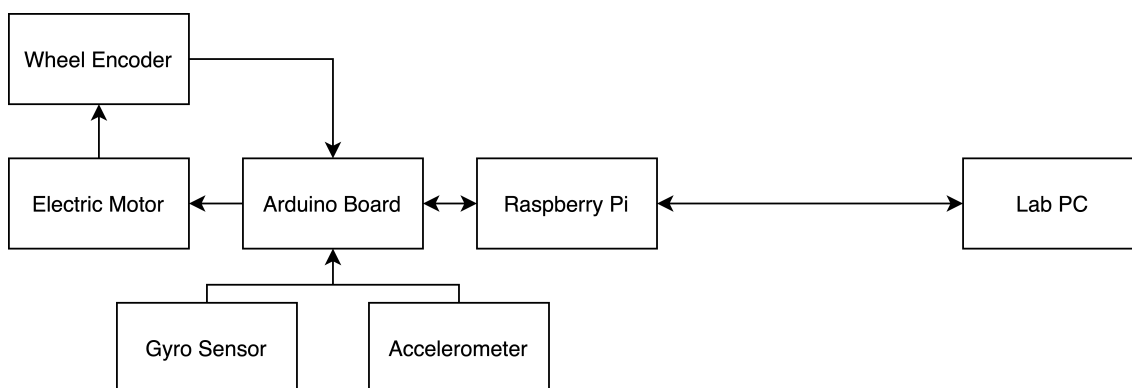 Wheel Encoder
Electric Motor
Arduino Board
Raspberry Pi
Lab PC
Gyro Sensor
Accelerometer